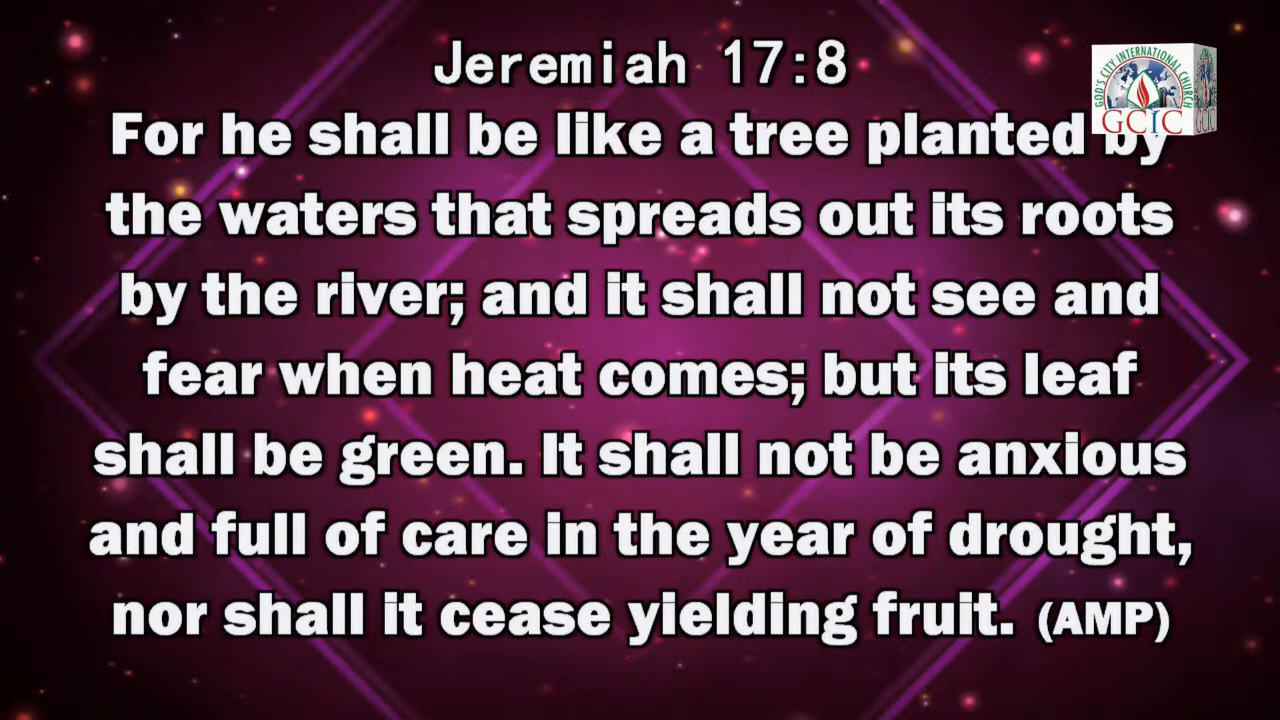 Jeremiah 17:8
GOD'S CITY INTERNATIONAL CHURCH
GCIC
GCIC
For he shall be like a tree planted by
the waters that spreads out its roots
by the river; and it shall not see and
fear when heat comes; but its leaf
shall be green. It shall not be anxious
and full of care in the year of drought,
nor shall it cease yielding fruit. (AMP)